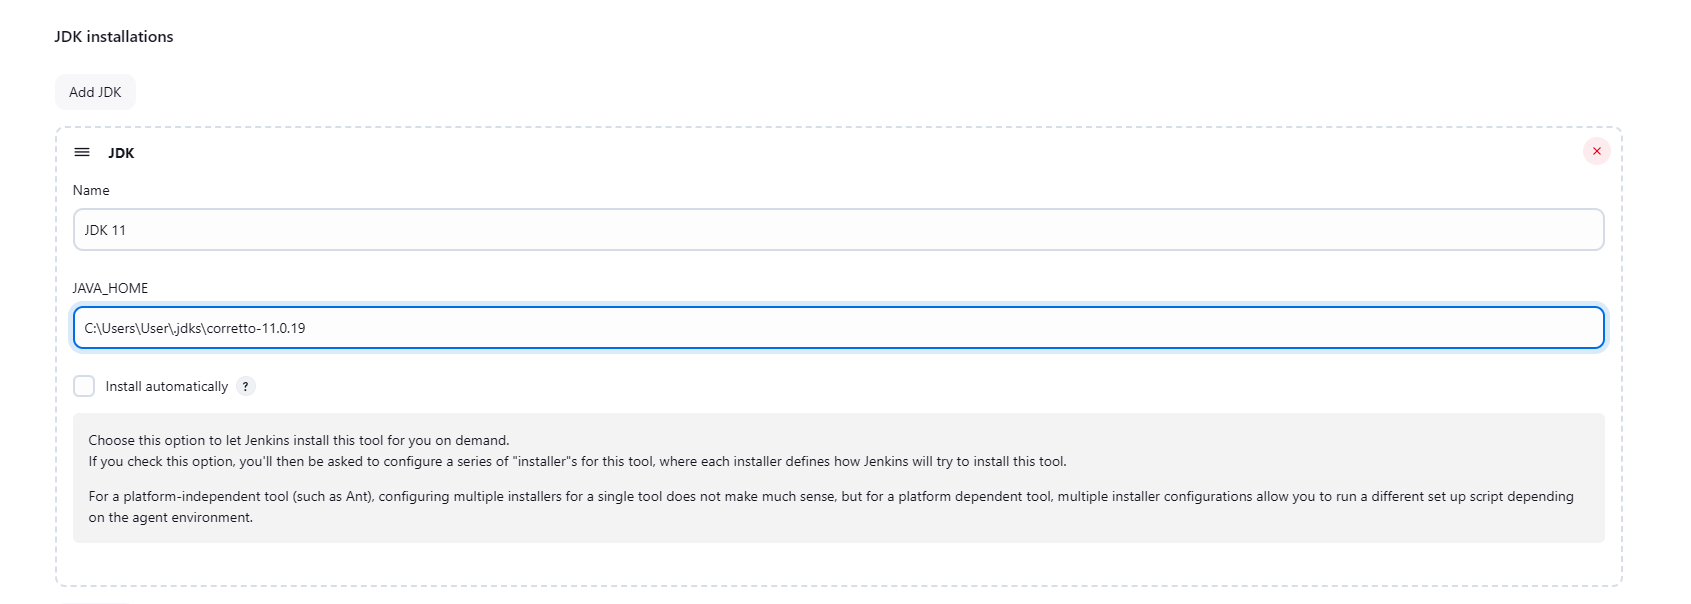 JDK installations
Add JDK
JDK
Name
JDK 11
JAVA_HOME
C:\Users\User\.jdks\corretto-11.0.19
Install automatically ?
Choose this option to let Jenkins install this tool for you on demand.
If you check this option, you'll then be asked to configure a series of "installer"s for this tool, where each installer defines how Jenkins will try to install this tool.
For a platform-independent tool (such as Ant), configuring multiple installers for a single tool does not make much sense, but for a platform dependent tool, multiple installer configurations allow you to run a different set up script depending
on the agent environment.